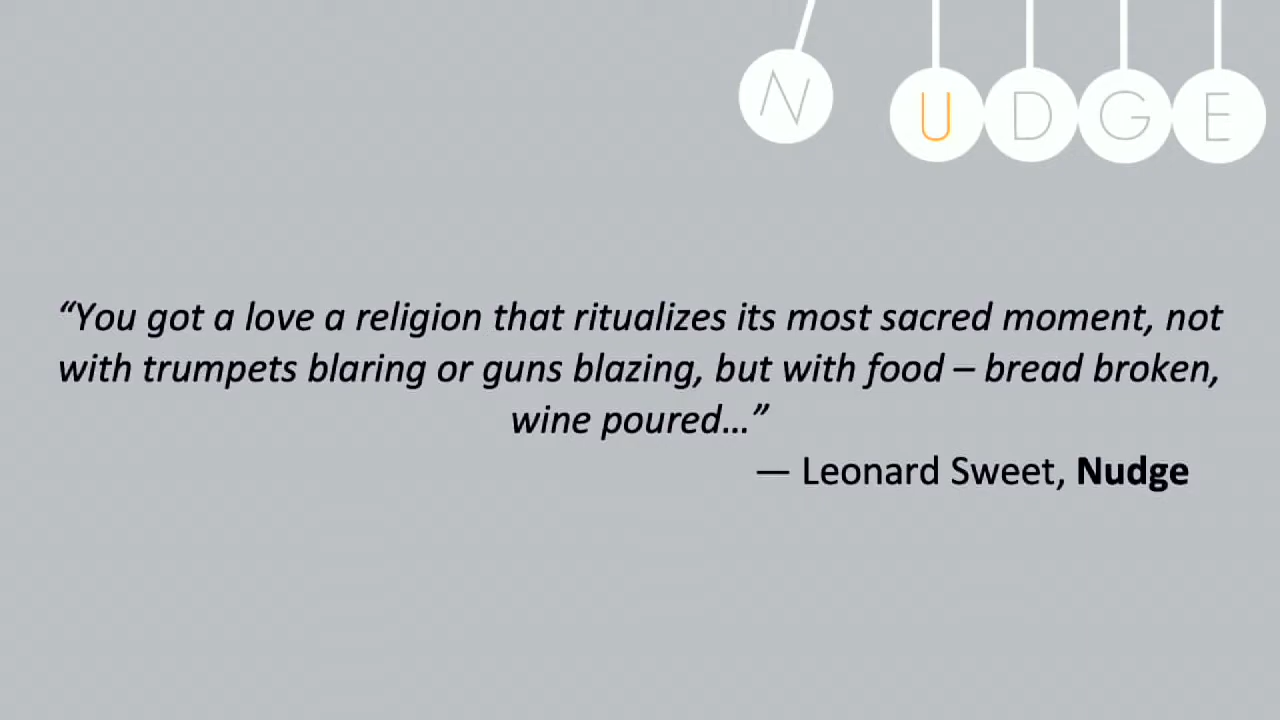 NUDGE
“You got a love a religion that ritualizes its most sacred moment, not
with trumpets blaring or guns blazing, but with food – bread broken,
wine poured…”
— Leonard Sweet, Nudge